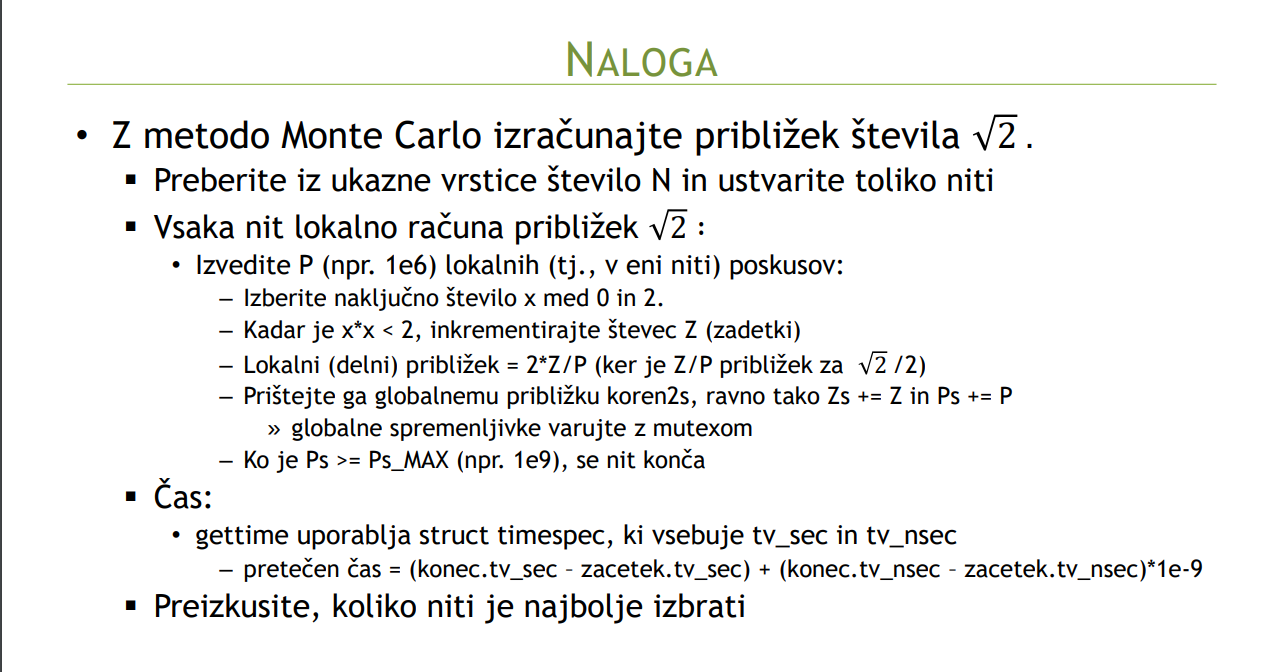 NALOGA
• Z metodo Monte Carlo izračunajte približek števila √2 .
▪ Preberite iz ukazne vrstice število N in ustvarite toliko niti
▪ Vsaka nit lokalno računa približek √2 :
• Izvedite P (npr. 1e6) lokalnih (tj., v eni niti) poskusov:
– Izberite naključno število x med 0 in 2.
– Kadar je x*x < 2, inkrementirajte števec Z (zadetki)
– Lokalni (delni) približek = 2*Z/P (ker je Z/P približek za √2 /2)
– Prištejte ga globalnemu približku koren2s, ravno tako Zs += Z in Ps += P
» globalne spremenljivke varujte z mutexom
– Ko je Ps >= Ps_MAX (npr. 1e9), se nit konča
▪ Čas:
• gettime uporablja struct timespec, ki vsebuje tv_sec in tv_nsec
– pretečen čas = (konec.tv_sec – zacetek.tv_sec) + (konec.tv_nsec – zacetek.tv_nsec)*1e-9
▪ Preizkusite, koliko niti je najbolje izbrati